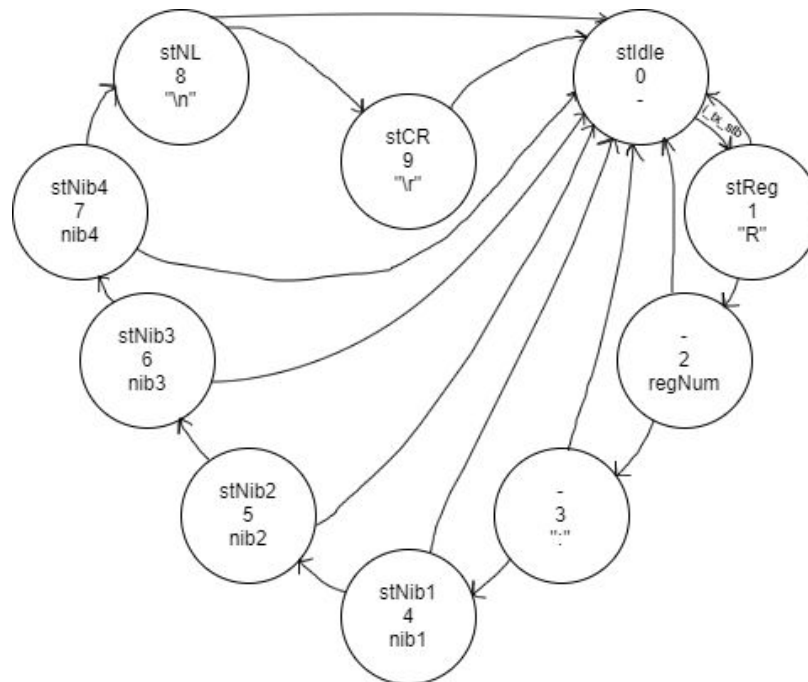 stNL
8
"\n"
stIdle
0
-
stCR
9
"\r"
i_tx_stb
stNib4
7
nib4
stReg
1
"R"
stNib3
6
nib3
-
2
regNum
stNib2
5
nib2
-
3
":"
stNib1
4
nib1